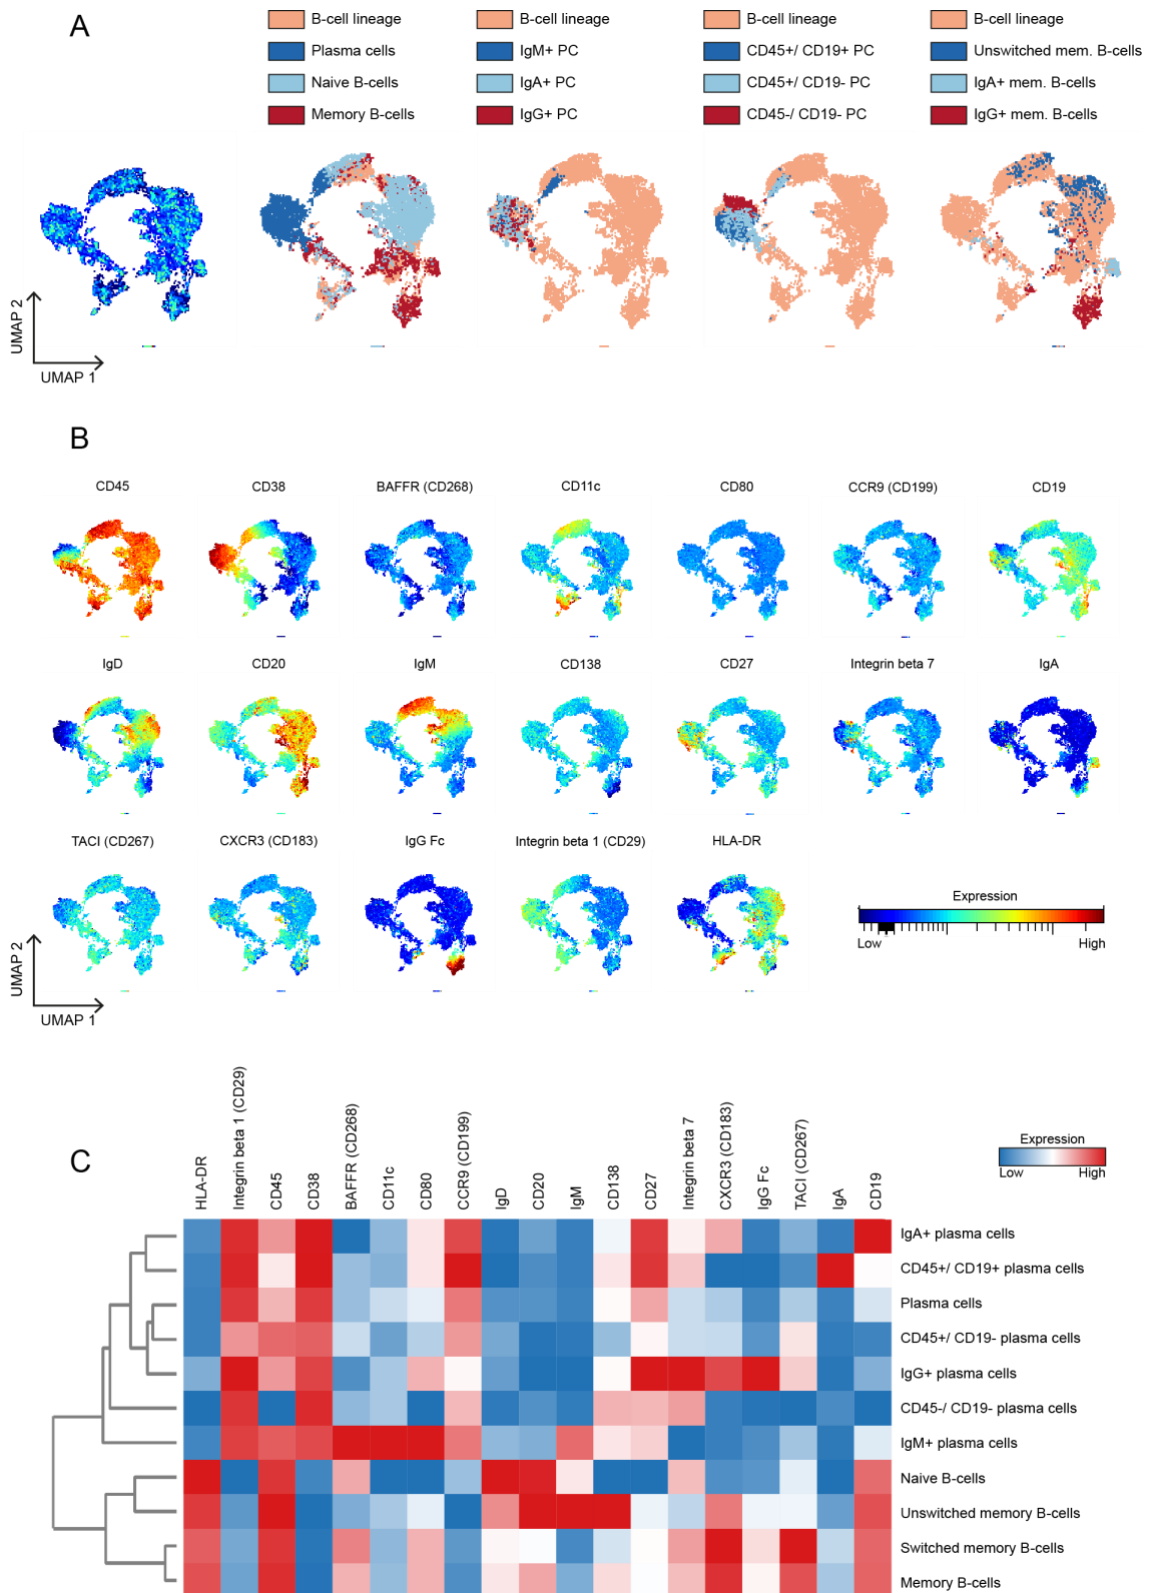 A
B-cell lineage
Plasma cells
Naive B-cells
Memory B-cells
B-cell lineage
IgM+ PC
IgA+ PC
IgG+ PC
B-cell lineage
CD45+/ CD19+ PC
CD45+/ CD19- PC
CD45-/ CD19- PC
B-cell lineage
Unswitched mem. B-cells
IgA+ mem. B-cells
IgG+ mem. B-cells
UMAP 2
UMAP 1
B
CD45
CD38
BAFFR (CD268)
CD11c
CD80
CCR9 (CD199)
CD19
IgD
CD20
IgM
CD138
CD27
Integrin beta 7
IgA
TACI (CD267)
CXCR3 (CD183)
IgG Fc
Integrin beta 1 (CD29)
HLA-DR
Expression
Low
High
UMAP 2
UMAP 1
C
HLA-DR
Integrin beta 1 (CD29)
CD45
CD38
BAFFR (CD268)
CD11c
CD80
CCR9 (CD199)
IgD
CD20
IgM
CD138
CD27
Integrin beta 7
CXCR3 (CD183)
IgG Fc
TACI (CD267)
IgA
CD19
Expression
Low
High
IgA+ plasma cells
CD45+/ CD19+ plasma cells
Plasma cells
CD45+/ CD19- plasma cells
IgG+ plasma cells
CD45-/ CD19- plasma cells
IgM+ plasma cells
Naive B-cells
Unswitched memory B-cells
Switched memory B-cells
Memory B-cells